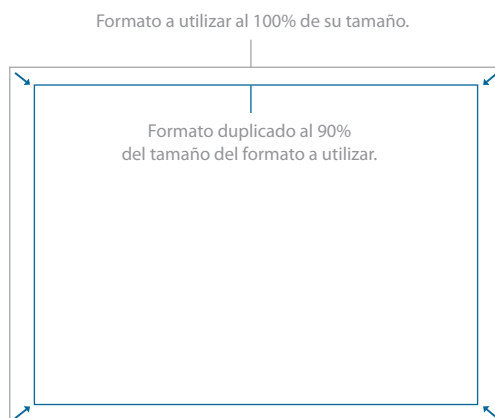 Formato a utilizar al 100% de su tamaño.
Formato duplicado al 90%
del tamaño del formato a utilizar.